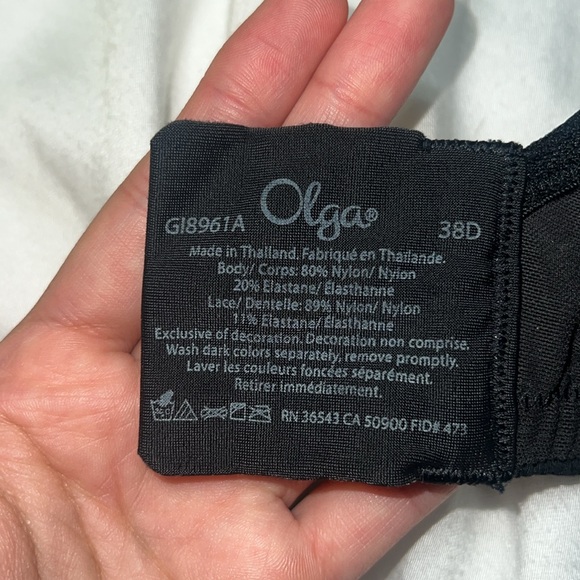 Olga®
GI8961A 38D
Made in Thailand. Fabriqué en Thaïlande.
Body/ Corps: 80% Nylon/ Nylon
20% Elastane/ Élasthanne
Lace/ Dentelle: 89% Nylon/ Nylon
11% Elastane/ Élasthanne
Exclusive of decoration. Décoration non comprise.
Wash dark colors separately, remove promptly.
Laver les couleurs foncées séparément.
Retirer immédiatement.
RN 36543 CA 50900 FID# 473